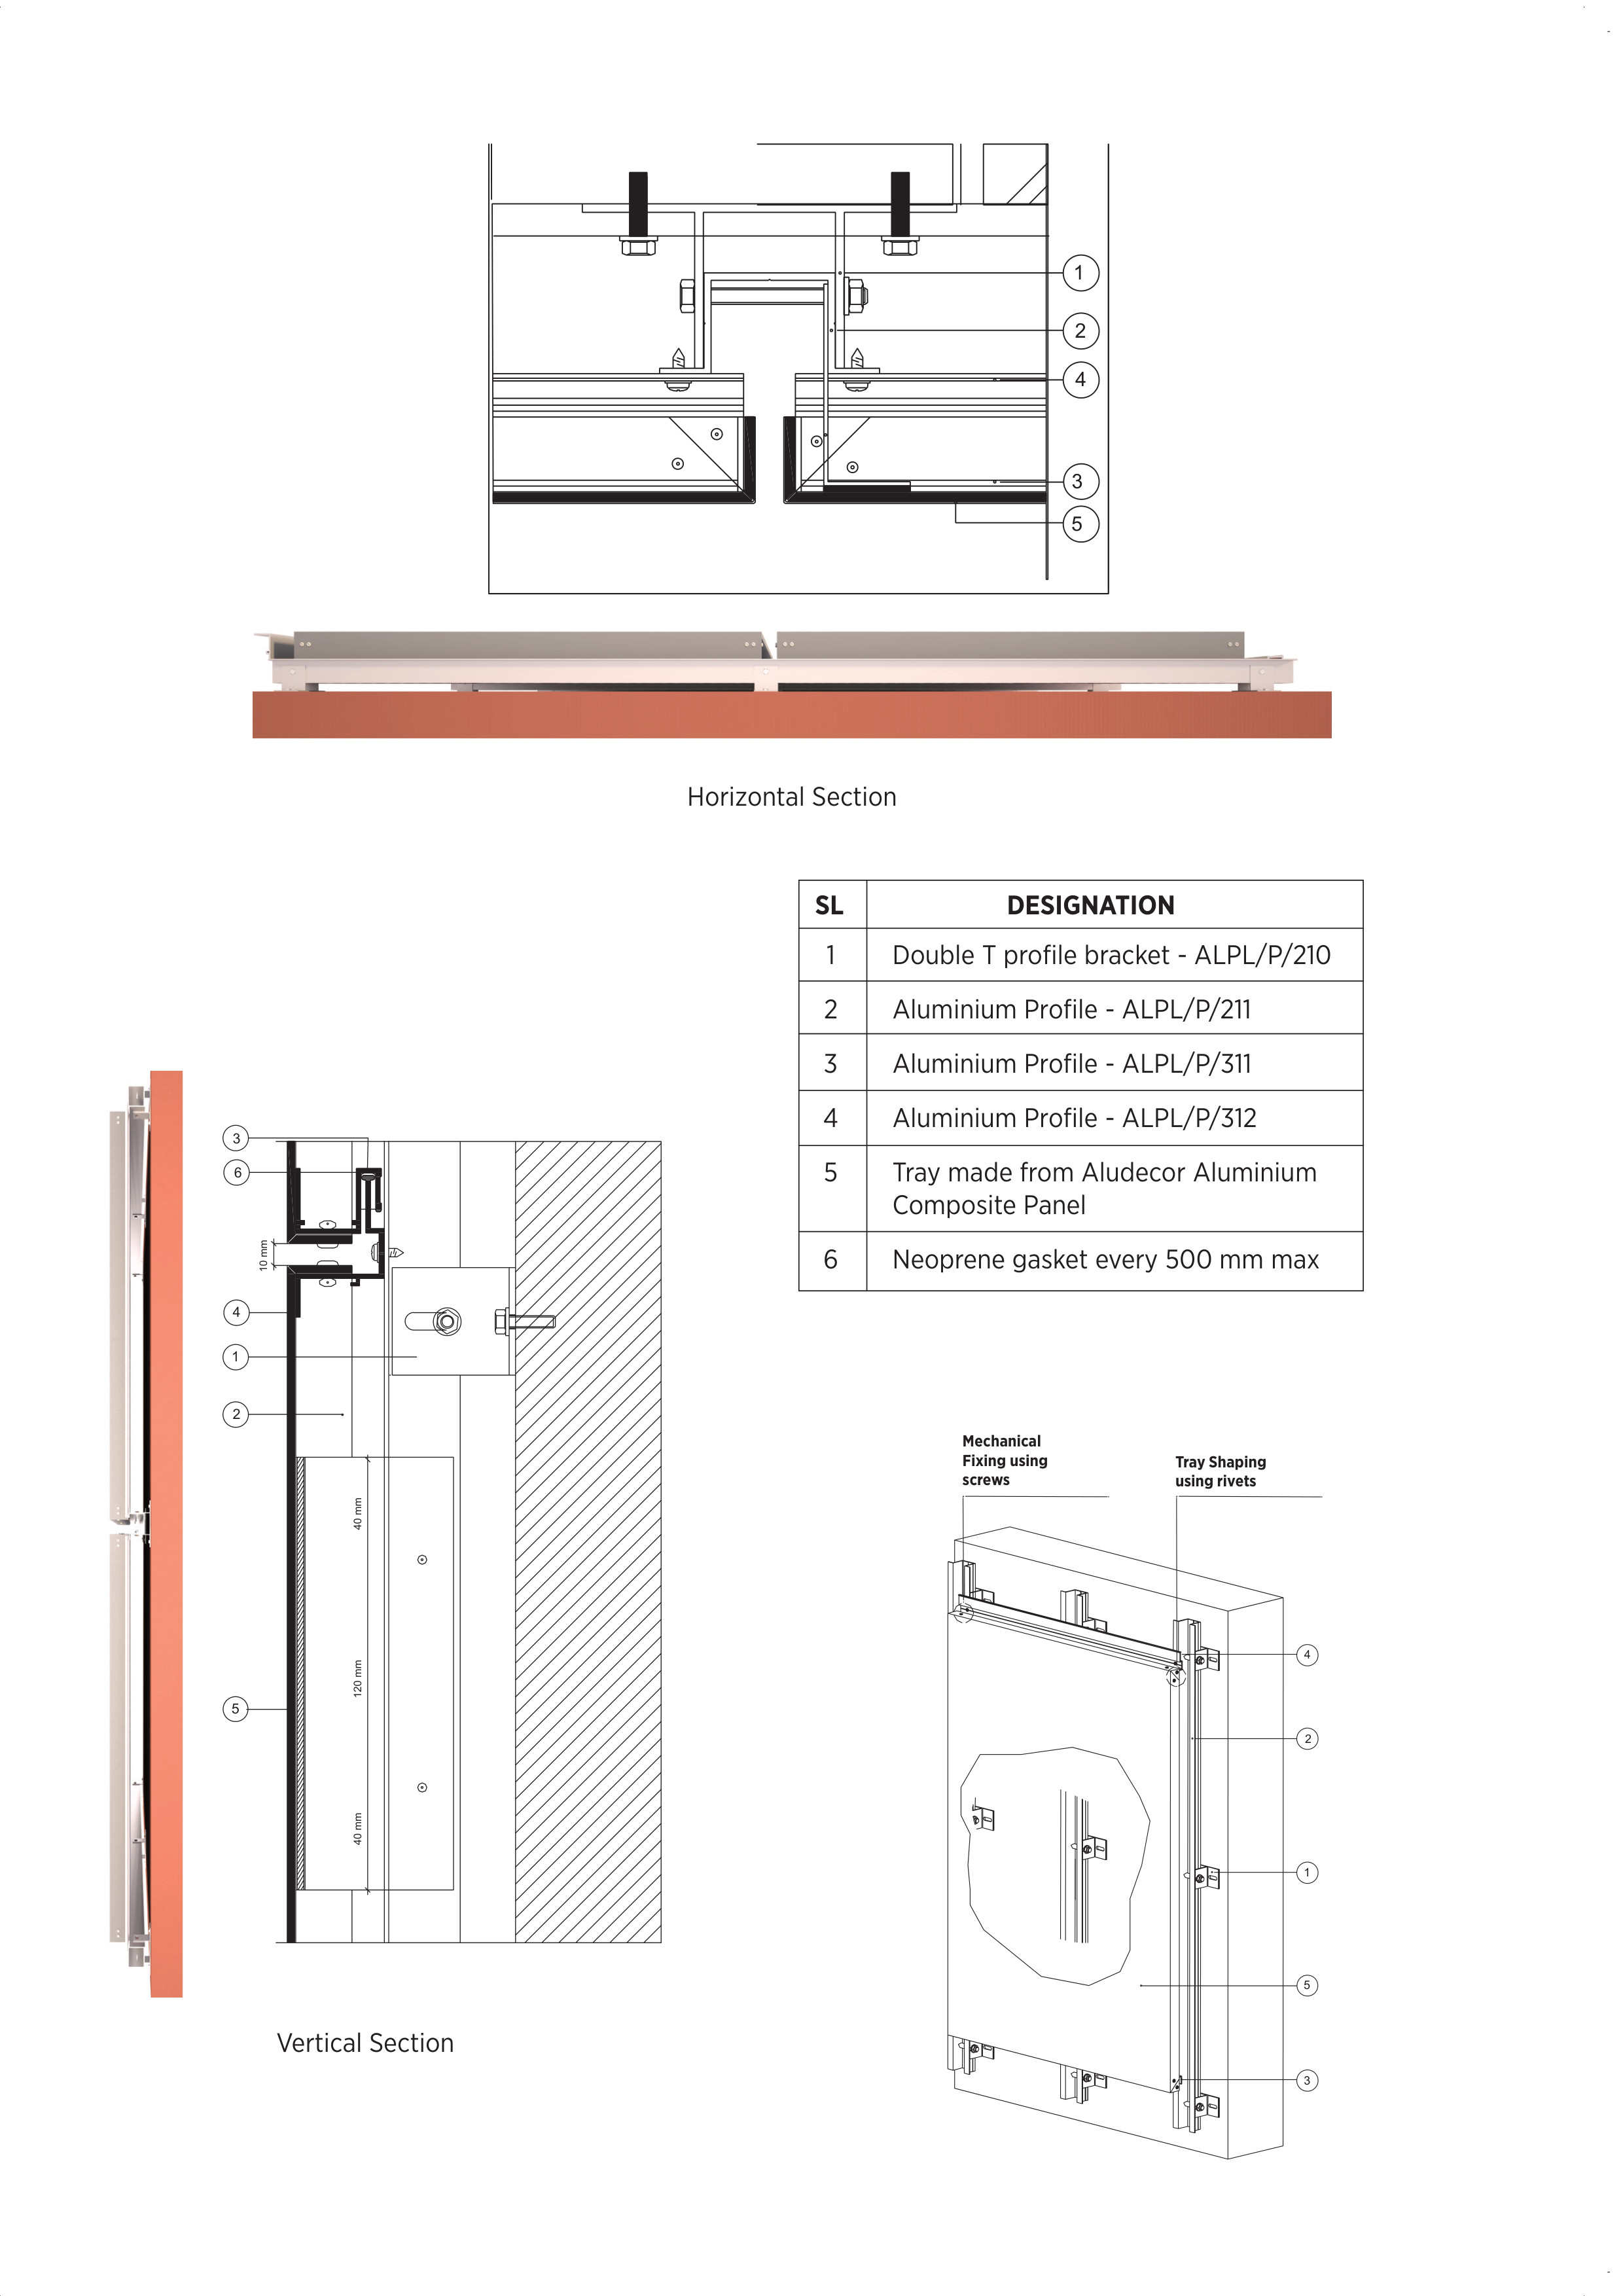 1
2
4
3
5
Horizontal Section
SL DESIGNATION
1 Double T profile bracket - ALPL/P/210
2 Aluminium Profile - ALPL/P/211
3 Aluminium Profile - ALPL/P/311
4 Aluminium Profile - ALPL/P/312
5 Tray made from Aludecor Aluminium
Composite Panel
6 Neoprene gasket every 500 mm max
3
6
10 mm
4
1
2
40 mm
120 mm
5
40 mm
Vertical Section
Mechanical
Fixing using
screws
Tray Shaping
using rivets
4
2
1
5
3